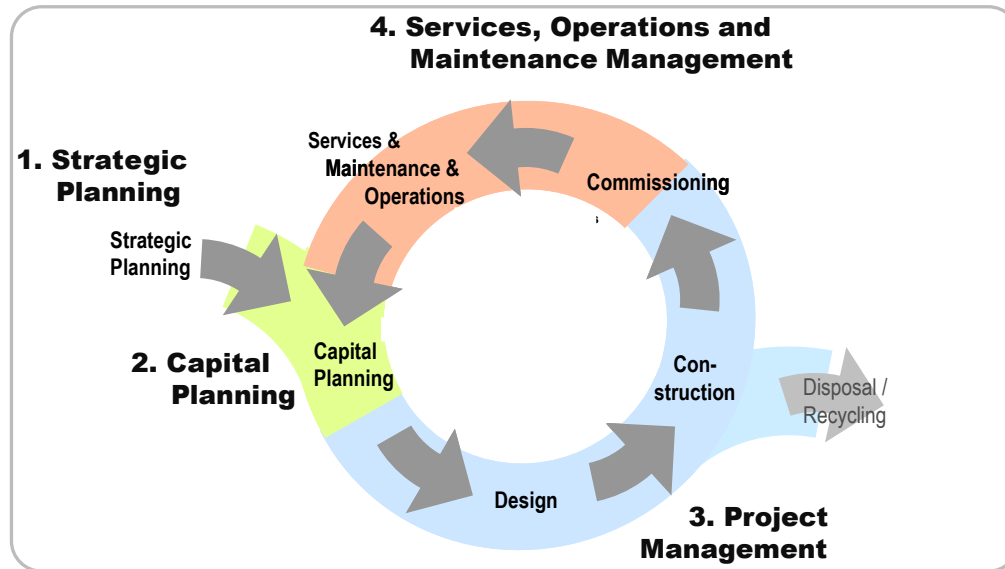 4. Services, Operations and
Maintenance Management
1. Strategic
Planning
Services &
Maintenance &
Operations
Commissioning
s
Strategic
Planning
2. Capital
Planning
Capital
Planning
Con-
struction
Disposal /
Recycling
Design
3. Project
Management